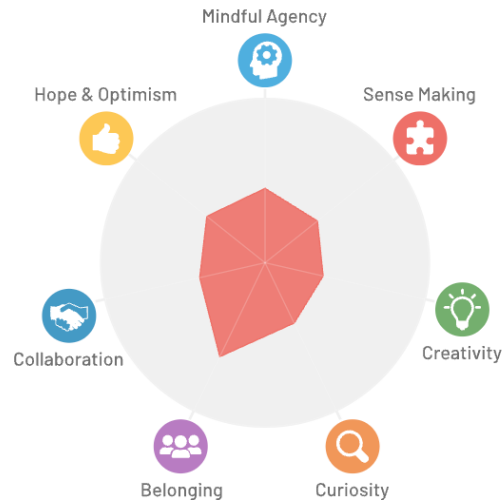 Mindful Agency
Hope & Optimism
Sense Making
Collaboration
Creativity
Belonging
Curiosity